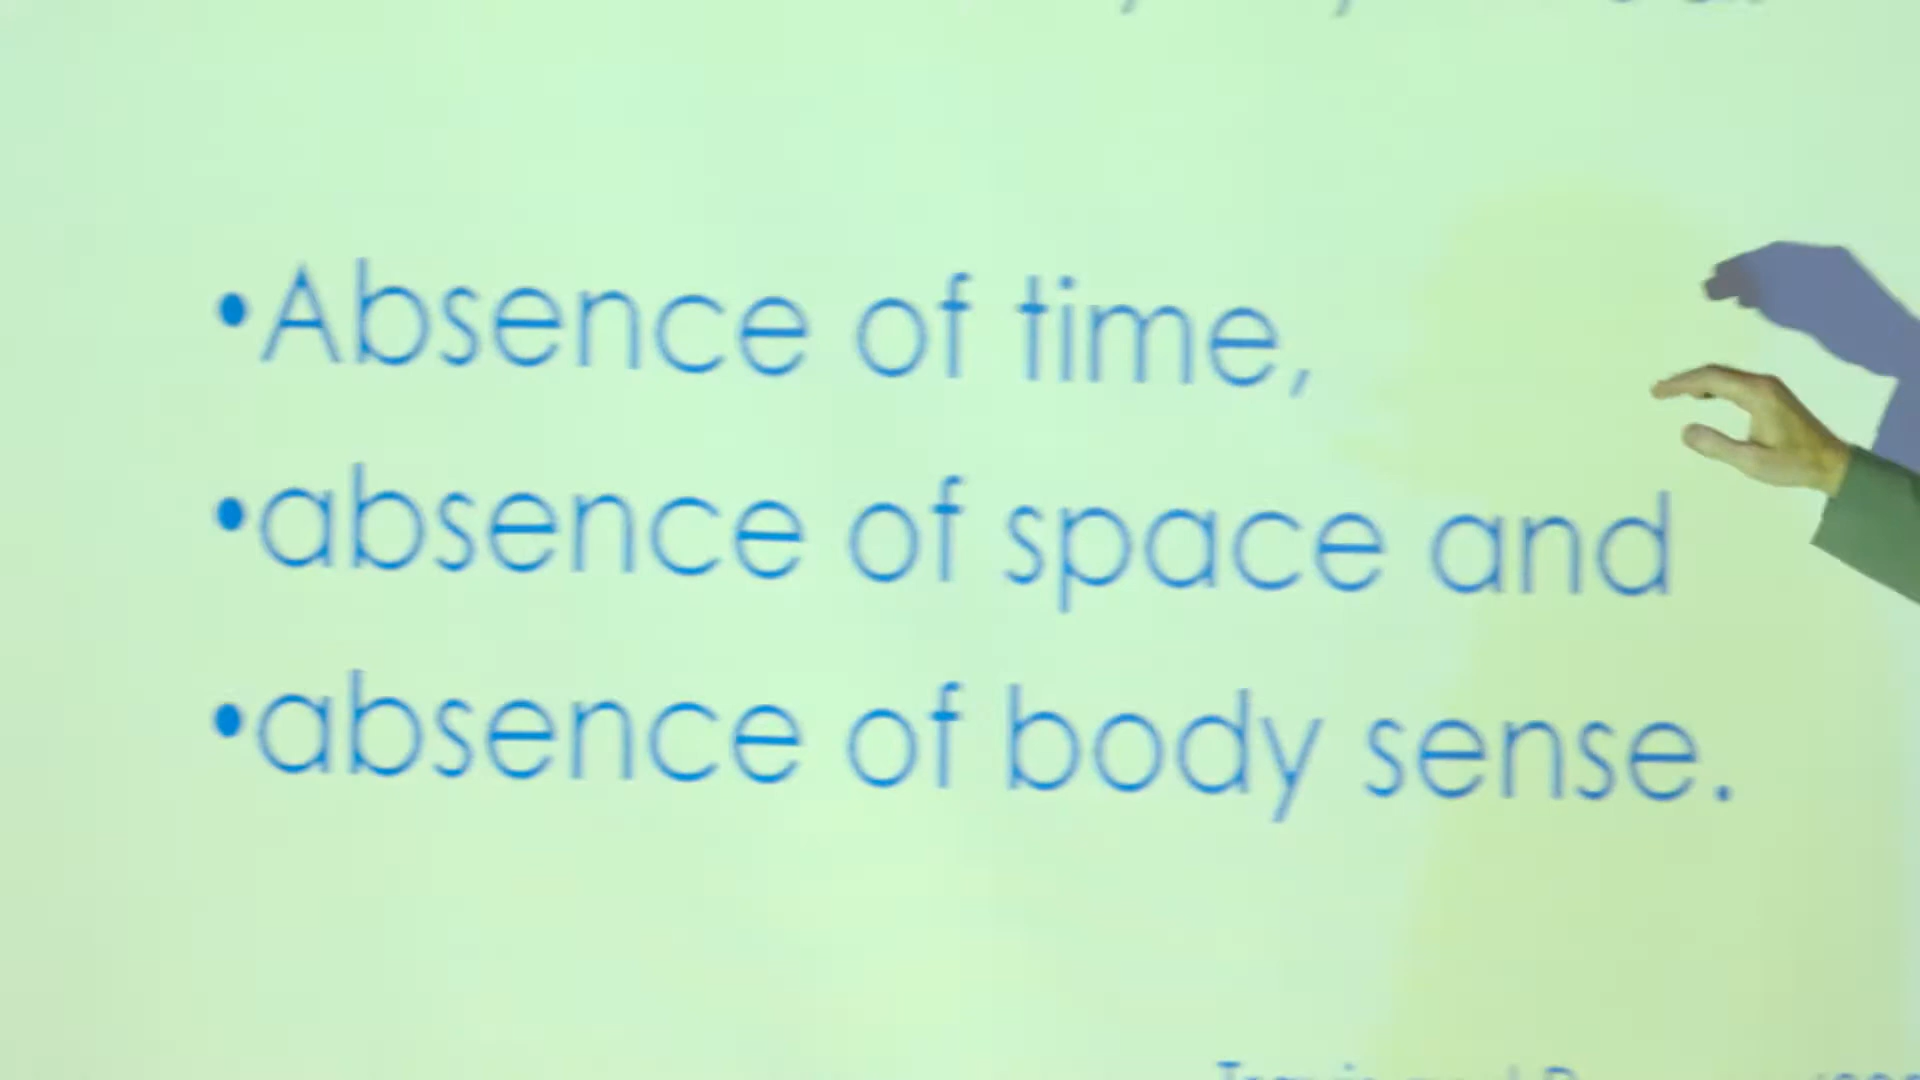 •Absence of time,
•absence of space and
•absence of body sense.